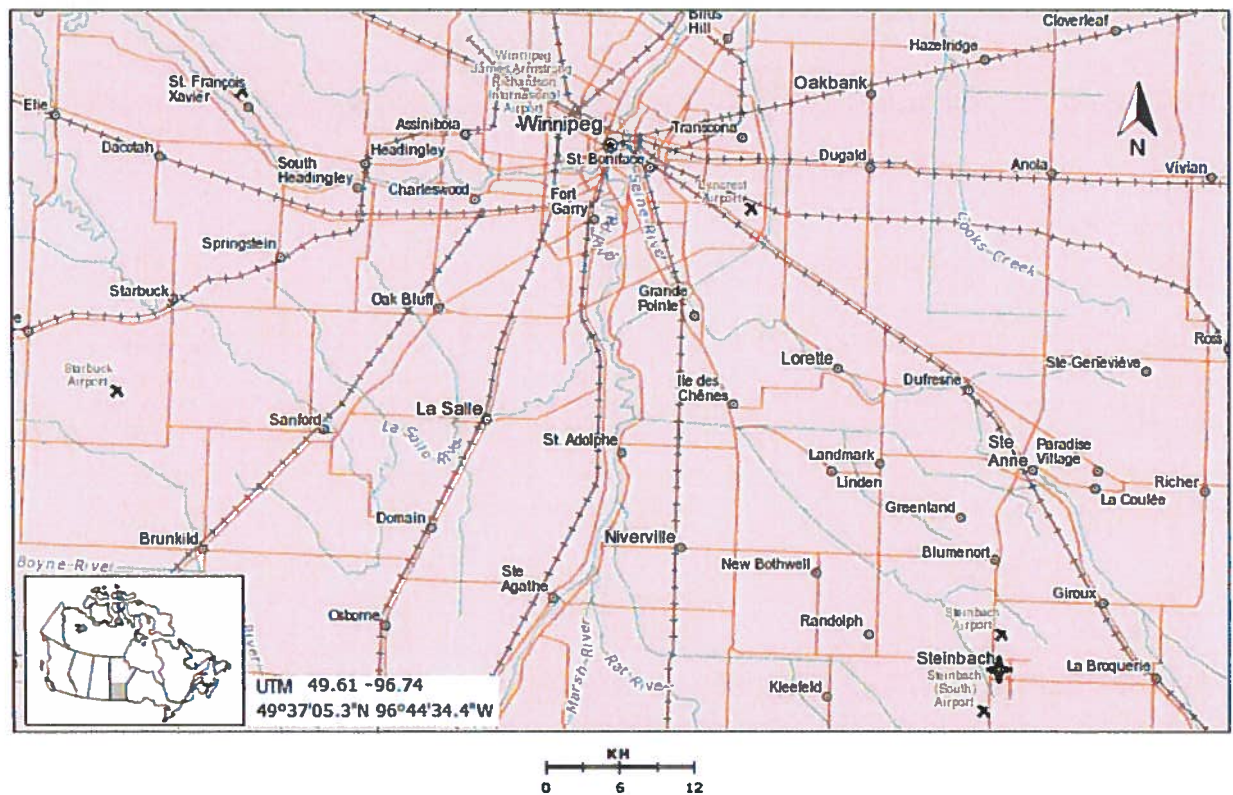 Cloverleaf
Birds
Hill
Hazelridge
Winnipeg
James Armstrong
Richardson
International
Airport
St. François
Xavier
Oakbank
Elie
Assiniboia
Winnipeg
Transcona
Dacotah
Headingley
South
Headingley
St. Boniface
Dugald
Anola
Vivian
Charleswood
Fort
Garry
Lyncrest
Airport
Seine-River
Cooks-Creek
Springstein
Starbuck
Oak Bluff
Grande
Pointe
Ross
e
Starbuck
Airport
Lorette
Dufresne
Ste-Geneviève
Ile des
Chênes
Sanford
La Salle
La Salle
River
St. Adolphe
Landmark
Linden
Ste
Anne
Paradise
Village
La Coulée
Richer
Greenland
Domain
Brunkild
Niverville
Blumenort
Boyne-River
New Bothwell
Ste
Agathe
Giroux
Osborne
Randolph
Steinbach
Airport
Marsh-River
Rat-River
Steinbach
Steinbach
(South)
Airport
La Broquerie
Kleefeld
N
UTM 49.61 -96.74
49°37'05.3"N 96°44'34.4"W
KH
0 6 12